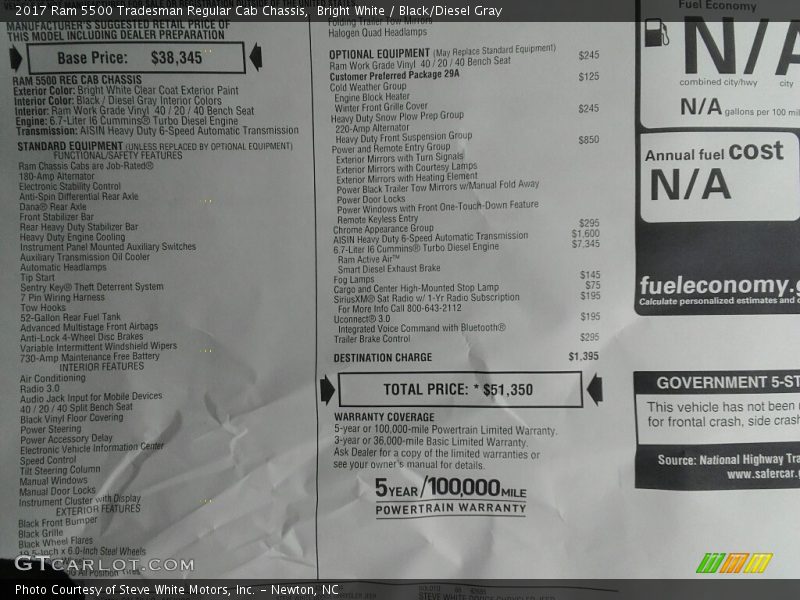 2017 Ram 5500 Tradesman Regular Cab Chassis, Bright White / Black/Diesel Gray
MANUFACTURER'S SUGGESTED RETAIL PRICE OF
THIS MODEL INCLUDING DEALER PREPARATION
Base Price: $38,345
RAM 5500 REG CAB CHASSIS
Exterior Color: Bright White Clear Coat Exterior Paint
Interior Color: Black / Diesel Gray Interior Colors
Interior: Ram Work Grade Vinyl 40 / 20 / 40 Bench Seat
Engine: 6.7-Liter I6 Cummins® Turbo Diesel Engine
Transmission: AISIN Heavy Duty 6-Speed Automatic Transmission
STANDARD EQUIPMENT (UNLESS REPLACED BY OPTIONAL EQUIPMENT)
FUNCTIONAL/SAFETY FEATURES
Ram Chassis Cabs are Job-Rated®
180-Amp Alternator
Electronic Stability Control
Anti-Spin Differential Rear Axle
Dana® Rear Axle
Front Stabilizer Bar
Rear Heavy Duty Stabilizer Bar
Heavy Duty Engine Cooling
Instrument Panel Mounted Auxiliary Switches
Auxiliary Transmission Oil Cooler
Automatic Headlamps
Tip Start
Sentry Key® Theft Deterrent System
7 Pin Wiring Harness
Tow Hooks
52-Gallon Rear Fuel Tank
Advanced Multistage Front Airbags
Anti-Lock 4-Wheel Disc Brakes
Variable Intermittent Windshield Wipers
730-Amp Maintenance Free Battery
INTERIOR FEATURES
Air Conditioning
Radio 3.0
Audio Jack Input for Mobile Devices
40 / 20 / 40 Split Bench Seat
Black Vinyl Floor Covering
Power Steering
Power Accessory Delay
Electronic Vehicle Information Center
Speed Control
Tilt Steering Column
Manual Windows
Manual Door Locks
Instrument Cluster with Display
EXTERIOR FEATURES
Black Front Bumper
Black Grille
Black Wheel Flares
19.5-Inch x 6.0-Inch Steel Wheels
Folding Trailer Tow Mirrors
Halogen Quad Headlamps
OPTIONAL EQUIPMENT (May Replace Standard Equipment)
Ram Work Grade Vinyl 40 / 20 / 40 Bench Seat $245
Customer Preferred Package 29A
Cold Weather Group $125
Engine Block Heater
Winter Front Grille Cover
Heavy Duty Snow Plow Prep Group $245
220-Amp Alternator
Heavy Duty Front Suspension Group
Power and Remote Entry Group $850
Exterior Mirrors with Turn Signals
Exterior Mirrors with Courtesy Lamps
Exterior Mirrors with Heating Element
Power Black Trailer Tow Mirrors w/Manual Fold Away
Power Door Locks
Power Windows with Front One-Touch-Down Feature
Remote Keyless Entry
Chrome Appearance Group $295
AISIN Heavy Duty 6-Speed Automatic Transmission $1,600
6.7-Liter I6 Cummins® Turbo Diesel Engine $7,345
Ram Active Air™
Smart Diesel Exhaust Brake
Fog Lamps $145
Cargo and Center High-Mounted Stop Lamp $75
SiriusXM® Sat Radio w/ 1-Yr Radio Subscription $195
For More Info Call 800-643-2112
Uconnect® 3.0 $195
Integrated Voice Command with Bluetooth®
Trailer Brake Control $295
DESTINATION CHARGE $1,395
TOTAL PRICE: * $51,350
WARRANTY COVERAGE
5-year or 100,000-mile Powertrain Limited Warranty.
3-year or 36,000-mile Basic Limited Warranty.
Ask Dealer for a copy of the limited warranties or
see your owner's manual for details.
5 YEAR / 100,000 MILE
POWERTRAIN WARRANTY
Fuel Economy
N/A
combined city/hwy city
N/A gallons per 100 mil
Annual fuel cost
N/A
fueleconomy.g
Calculate personalized estimates and c
GOVERNMENT 5-ST
This vehicle has not been
for frontal crash, side crash
Source: National Highway Tra
www.safercar.g
GTCARLOT.COM
Photo Courtesy of Steve White Motors, Inc. - Newton, NC